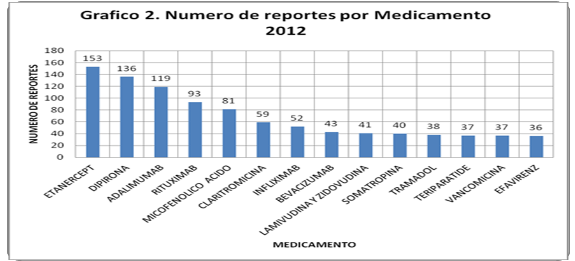 Grafico 2. Numero de reportes por Medicamento
2012
NUMERO DE REPORTES
180
160
140
120
100
80
60
40
20
0
153
136
119
93
81
59
52
43
41
40
38
37
37
36
ETANERCEPT
DIPIRONA
ADALIMUMAB
RITUXIMAB
MICOFENOLICO ACIDO
CLARITROMICINA
INFLIXIMAB
BEVACIZUMAB
LAMIVUDINA Y ZIDOVUDINA
SOMATROPINA
TRAMADOL
TERIPARATIDE
VANCOMICINA
EFAVIRENZ
MEDICAMENTO